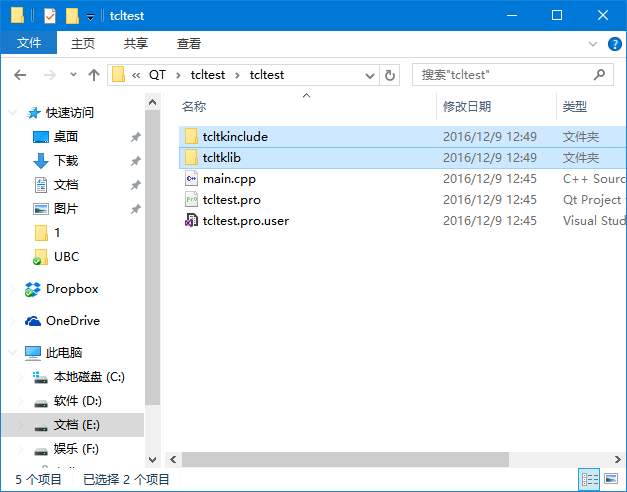 tcltest
文件 主页 共享 查看
« QT › tcltest › tcltest 搜索"tcltest"
名称 修改日期 类型
快速访问
桌面
下载
文档
图片
1
UBC
Dropbox
OneDrive
此电脑
本地磁盘 (C:)
软件 (D:)
文档 (E:)
娱乐 (F:)
tcltkinclude 2016/12/9 12:49 文件夹
tcltklib 2016/12/9 12:49 文件夹
main.cpp 2016/12/9 12:45 C++ Sourc
tcltest.pro 2016/12/9 12:45 Qt Project
tcltest.pro.user 2016/12/9 12:45 Visual Stud
5 个项目 已选择 2 个项目